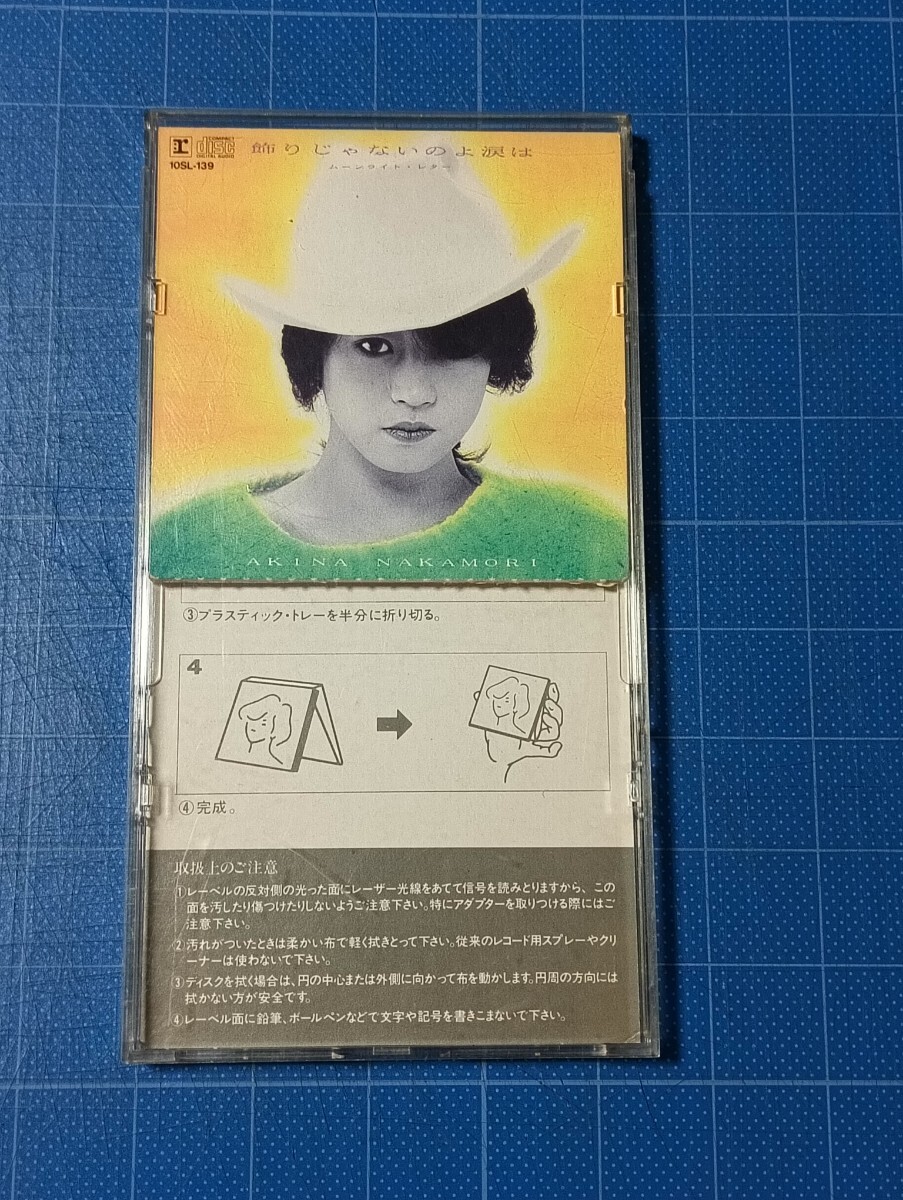 r COMPACT disc DIGITAL AUDIO 飾りじゃないのよ涙は
10SL-139 ムーンライト・レター
AKINA NAKAMORI
③プラスティック・トレーを半分に折り切る。
4
④完成。
取扱上のご注意
①レーベルの反対側の光った面にレーザー光線をあてて信号を読みとりますから、この
面を汚したり傷つけたりしないようご注意下さい。特にアダプターを取りつける際にはご
注意下さい。
②汚れがついたときは柔かい布で軽く拭きとって下さい。従来のレコード用スプレーやクリ
ーナーは使わないで下さい。
③ディスクを拭く場合は、円の中心または外側に向かって布を動かします。円周の方向には
拭かない方が安全です。
④レーベル面に鉛筆、ボールペンなどで文字や記号を書きこまないで下さい。